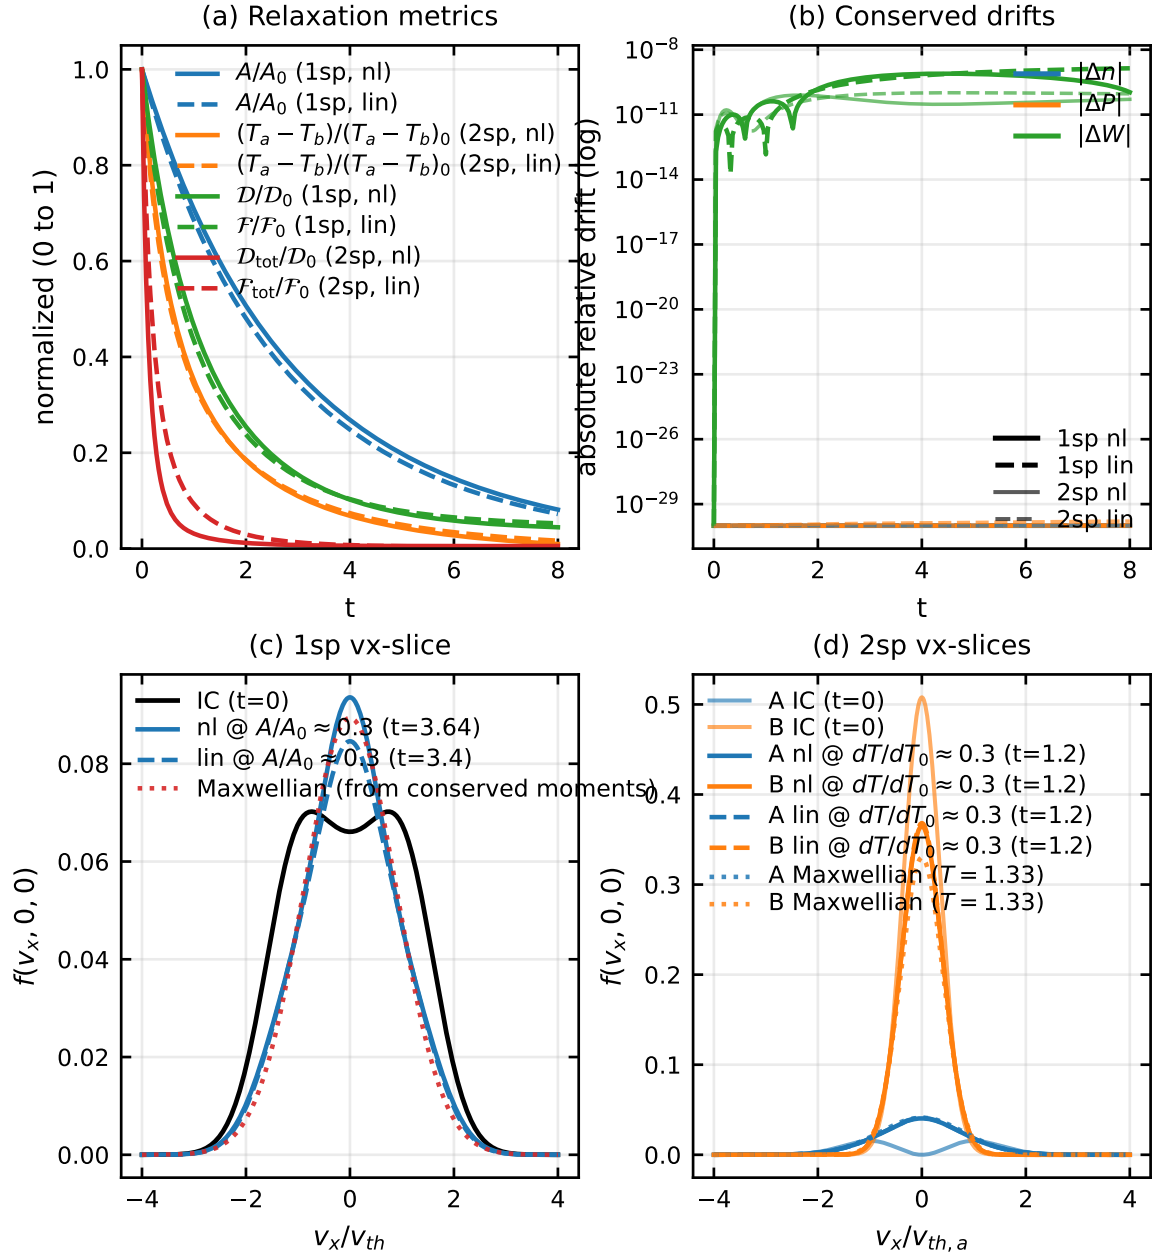 (a) Relaxation metrics
normalized (0 to 1)
1.0
0.8
0.6
0.4
0.2
0.0
A/A₀ (1sp, nl)
A/A₀ (1sp, lin)
(Tₐ − T_b)/(Tₐ − T_b)₀ (2sp, nl)
(Tₐ − T_b)/(Tₐ − T_b)₀ (2sp, lin)
𝒟/𝒟₀ (1sp, nl)
ℱ/ℱ₀ (1sp, lin)
𝒟_tot/𝒟₀ (2sp, nl)
ℱ_tot/ℱ₀ (2sp, lin)
0 2 4 6 8
t
(b) Conserved drifts
absolute relative drift (log)
10⁻⁸
10⁻¹¹
10⁻¹⁴
10⁻¹⁷
10⁻²⁰
10⁻²³
10⁻²⁶
10⁻²⁹
|Δn|
|ΔP|
|ΔW|
1sp nl
1sp lin
2sp nl
2sp lin
0 2 4 6 8
t
(c) 1sp vx-slice
f(vₓ, 0, 0)
0.08
0.06
0.04
0.02
0.00
IC (t=0)
nl @ A/A₀ ≈ 0.3 (t=3.64)
lin @ A/A₀ ≈ 0.3 (t=3.4)
Maxwellian (from conserved moments)
−4 −2 0 2 4
vₓ/v_th
(d) 2sp vx-slices
f(vₓ, 0, 0)
0.5
0.4
0.3
0.2
0.1
0.0
A IC (t=0)
B IC (t=0)
A nl @ dT/dT₀ ≈ 0.3 (t=1.2)
B nl @ dT/dT₀ ≈ 0.3 (t=1.2)
A lin @ dT/dT₀ ≈ 0.3 (t=1.2)
B lin @ dT/dT₀ ≈ 0.3 (t=1.2)
A Maxwellian (T = 1.33)
B Maxwellian (T = 1.33)
−4 −2 0 2 4
vₓ/v_th,a